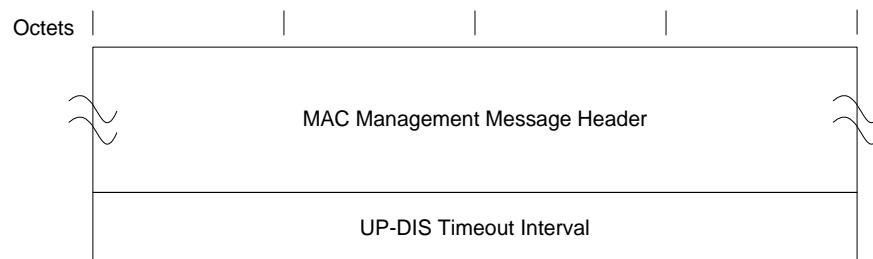 Octets
MAC Management Message Header
UP-DIS Timeout Interval